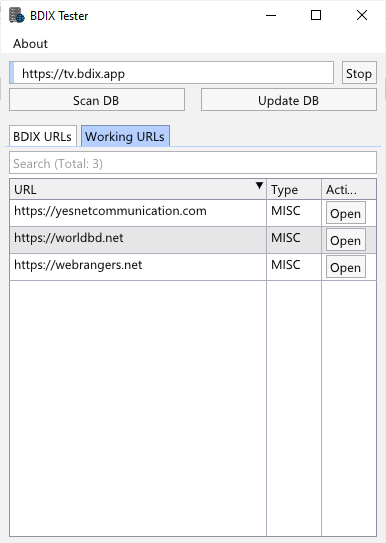 BDIX Tester
About
https://tv.bdix.app Stop
Scan DB Update DB
BDIX URLs Working URLs
Search (Total: 3)
URL Type Acti...
https://yesnetcommunication.com MISC Open
https://worldbd.net MISC Open
https://webrangers.net MISC Open